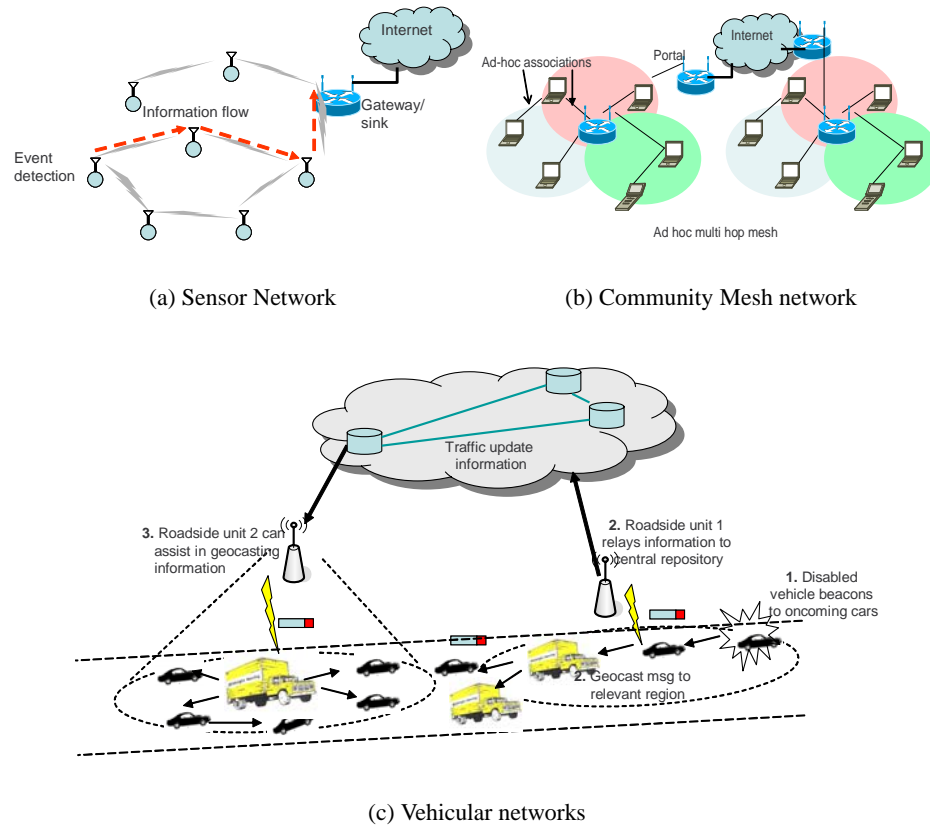 Internet
Gateway/
sink
Information flow
Event
detection
(a) Sensor Network
Internet
Portal
Ad-hoc associations
Ad hoc multi hop mesh
(b) Community Mesh network
Traffic update
information
3. Roadside unit 2 can
assist in geocasting
information
2. Roadside unit 1
relays information to
central repository
1. Disabled
vehicle beacons
to oncoming cars
2. Geocast msg to
relevant region
(c) Vehicular networks